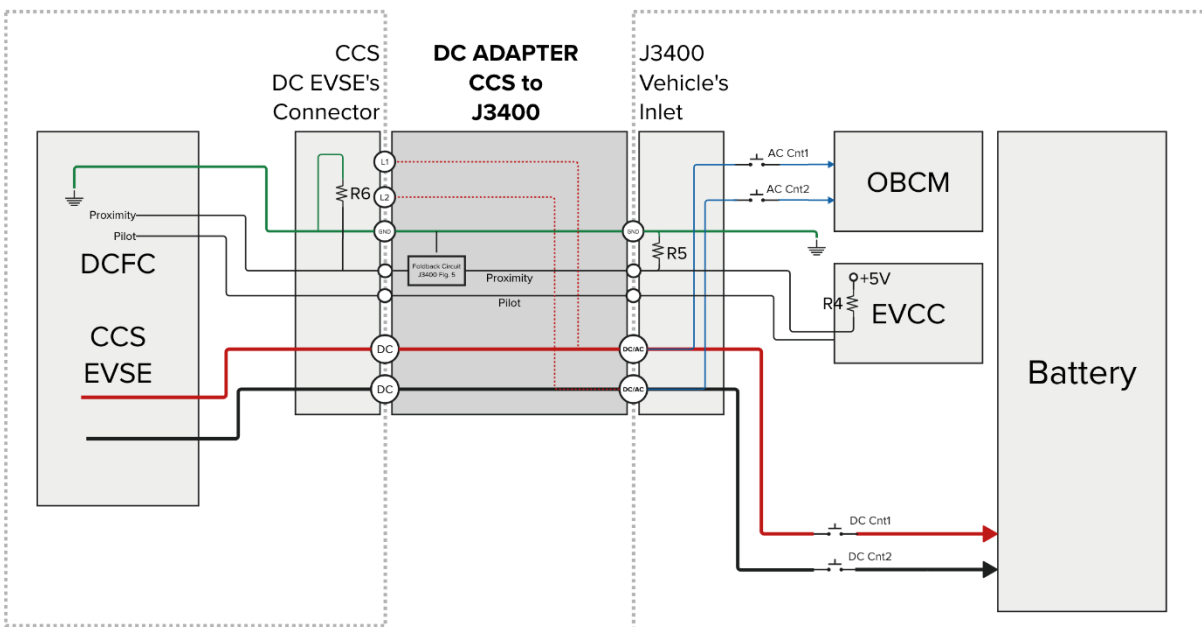 CCS
DC EVSE's
Connector
DC ADAPTER
CCS to
J3400
J3400
Vehicle's
Inlet
L1
L2
R6
GND
GND
R5
AC Cnt1
AC Cnt2
OBCM
Proximity
Pilot
DCFC
Foldback Circuit
J3400 Fig. 5
Proximity
Pilot
+5V
R4
EVCC
CCS
EVSE
DC
DC
DC/AC
DC/AC
Battery
DC Cnt1
DC Cnt2